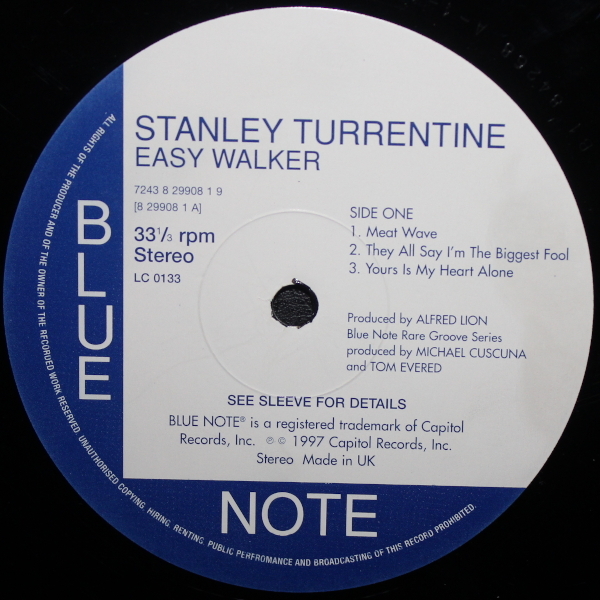 STANLEY TURRENTINE
EASY WALKER
7243 8 29908 1 9
[8 29908 1 A]
33⅓ rpm
Stereo
LC 0133
SIDE ONE
1. Meat Wave
2. They All Say I'm The Biggest Fool
3. Yours Is My Heart Alone
Produced by ALFRED LION
Blue Note Rare Groove Series
produced by MICHAEL CUSCUNA
and TOM EVERED
SEE SLEEVE FOR DETAILS
BLUE NOTE® is a registered trademark of Capitol
Records, Inc. ℗ © 1997 Capitol Records, Inc.
Stereo Made in UK
BLUE
NOTE
ALL RIGHTS OF THE PRODUCER AND OF THE OWNER OF THE RECORDED WORK RESERVED. UNAUTHORISED COPYING, HIRING, RENTING, PUBLIC PERFROMANCE AND BROADCASTING OF THIS RECORD PROHIBITED.